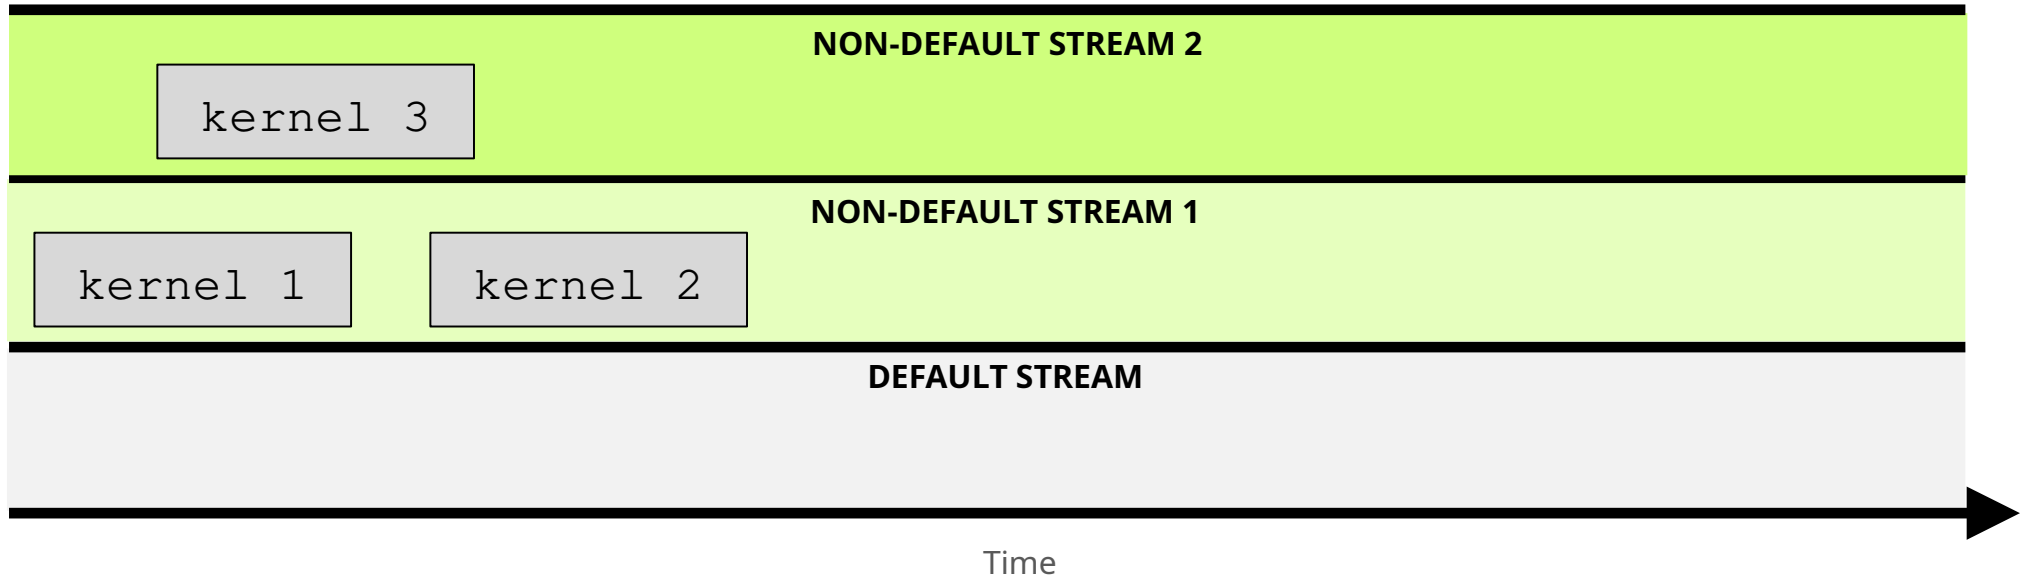 NON-DEFAULT STREAM 2
kernel 3
NON-DEFAULT STREAM 1
kernel 1
kernel 2
DEFAULT STREAM
Time